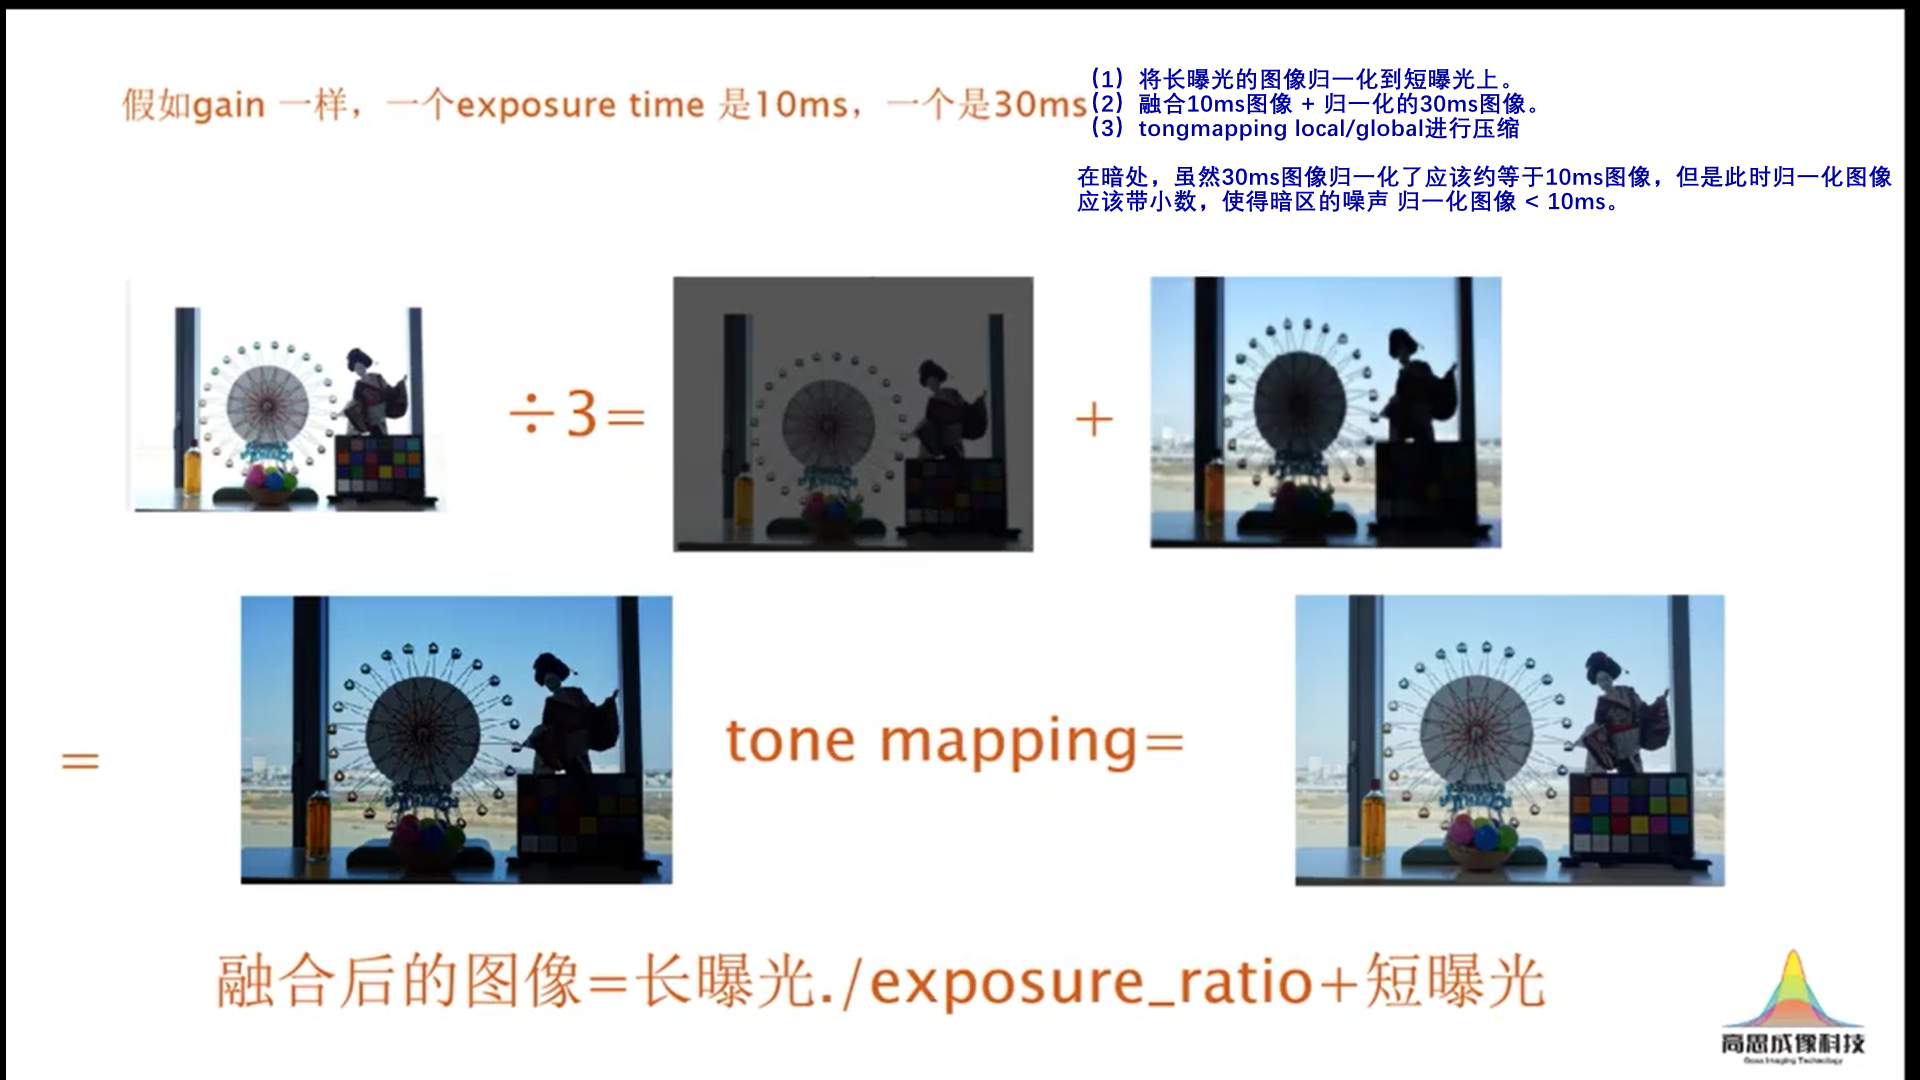 假如gain 一样，一个exposure time 是10ms，一个是30ms
（1）将长曝光的图像归一化到短曝光上。
（2）融合10ms图像 + 归一化的30ms图像。
（3）tongmapping local/global进行压缩
在暗处，虽然30ms图像归一化了应该约等于10ms图像，但是此时归一化图像
应该带小数，使得暗区的噪声 归一化图像 < 10ms。
÷3=
+
=
tone mapping=
融合后的图像=长曝光./exposure_ratio+短曝光
高思成像科技
Goss Imaging Technology